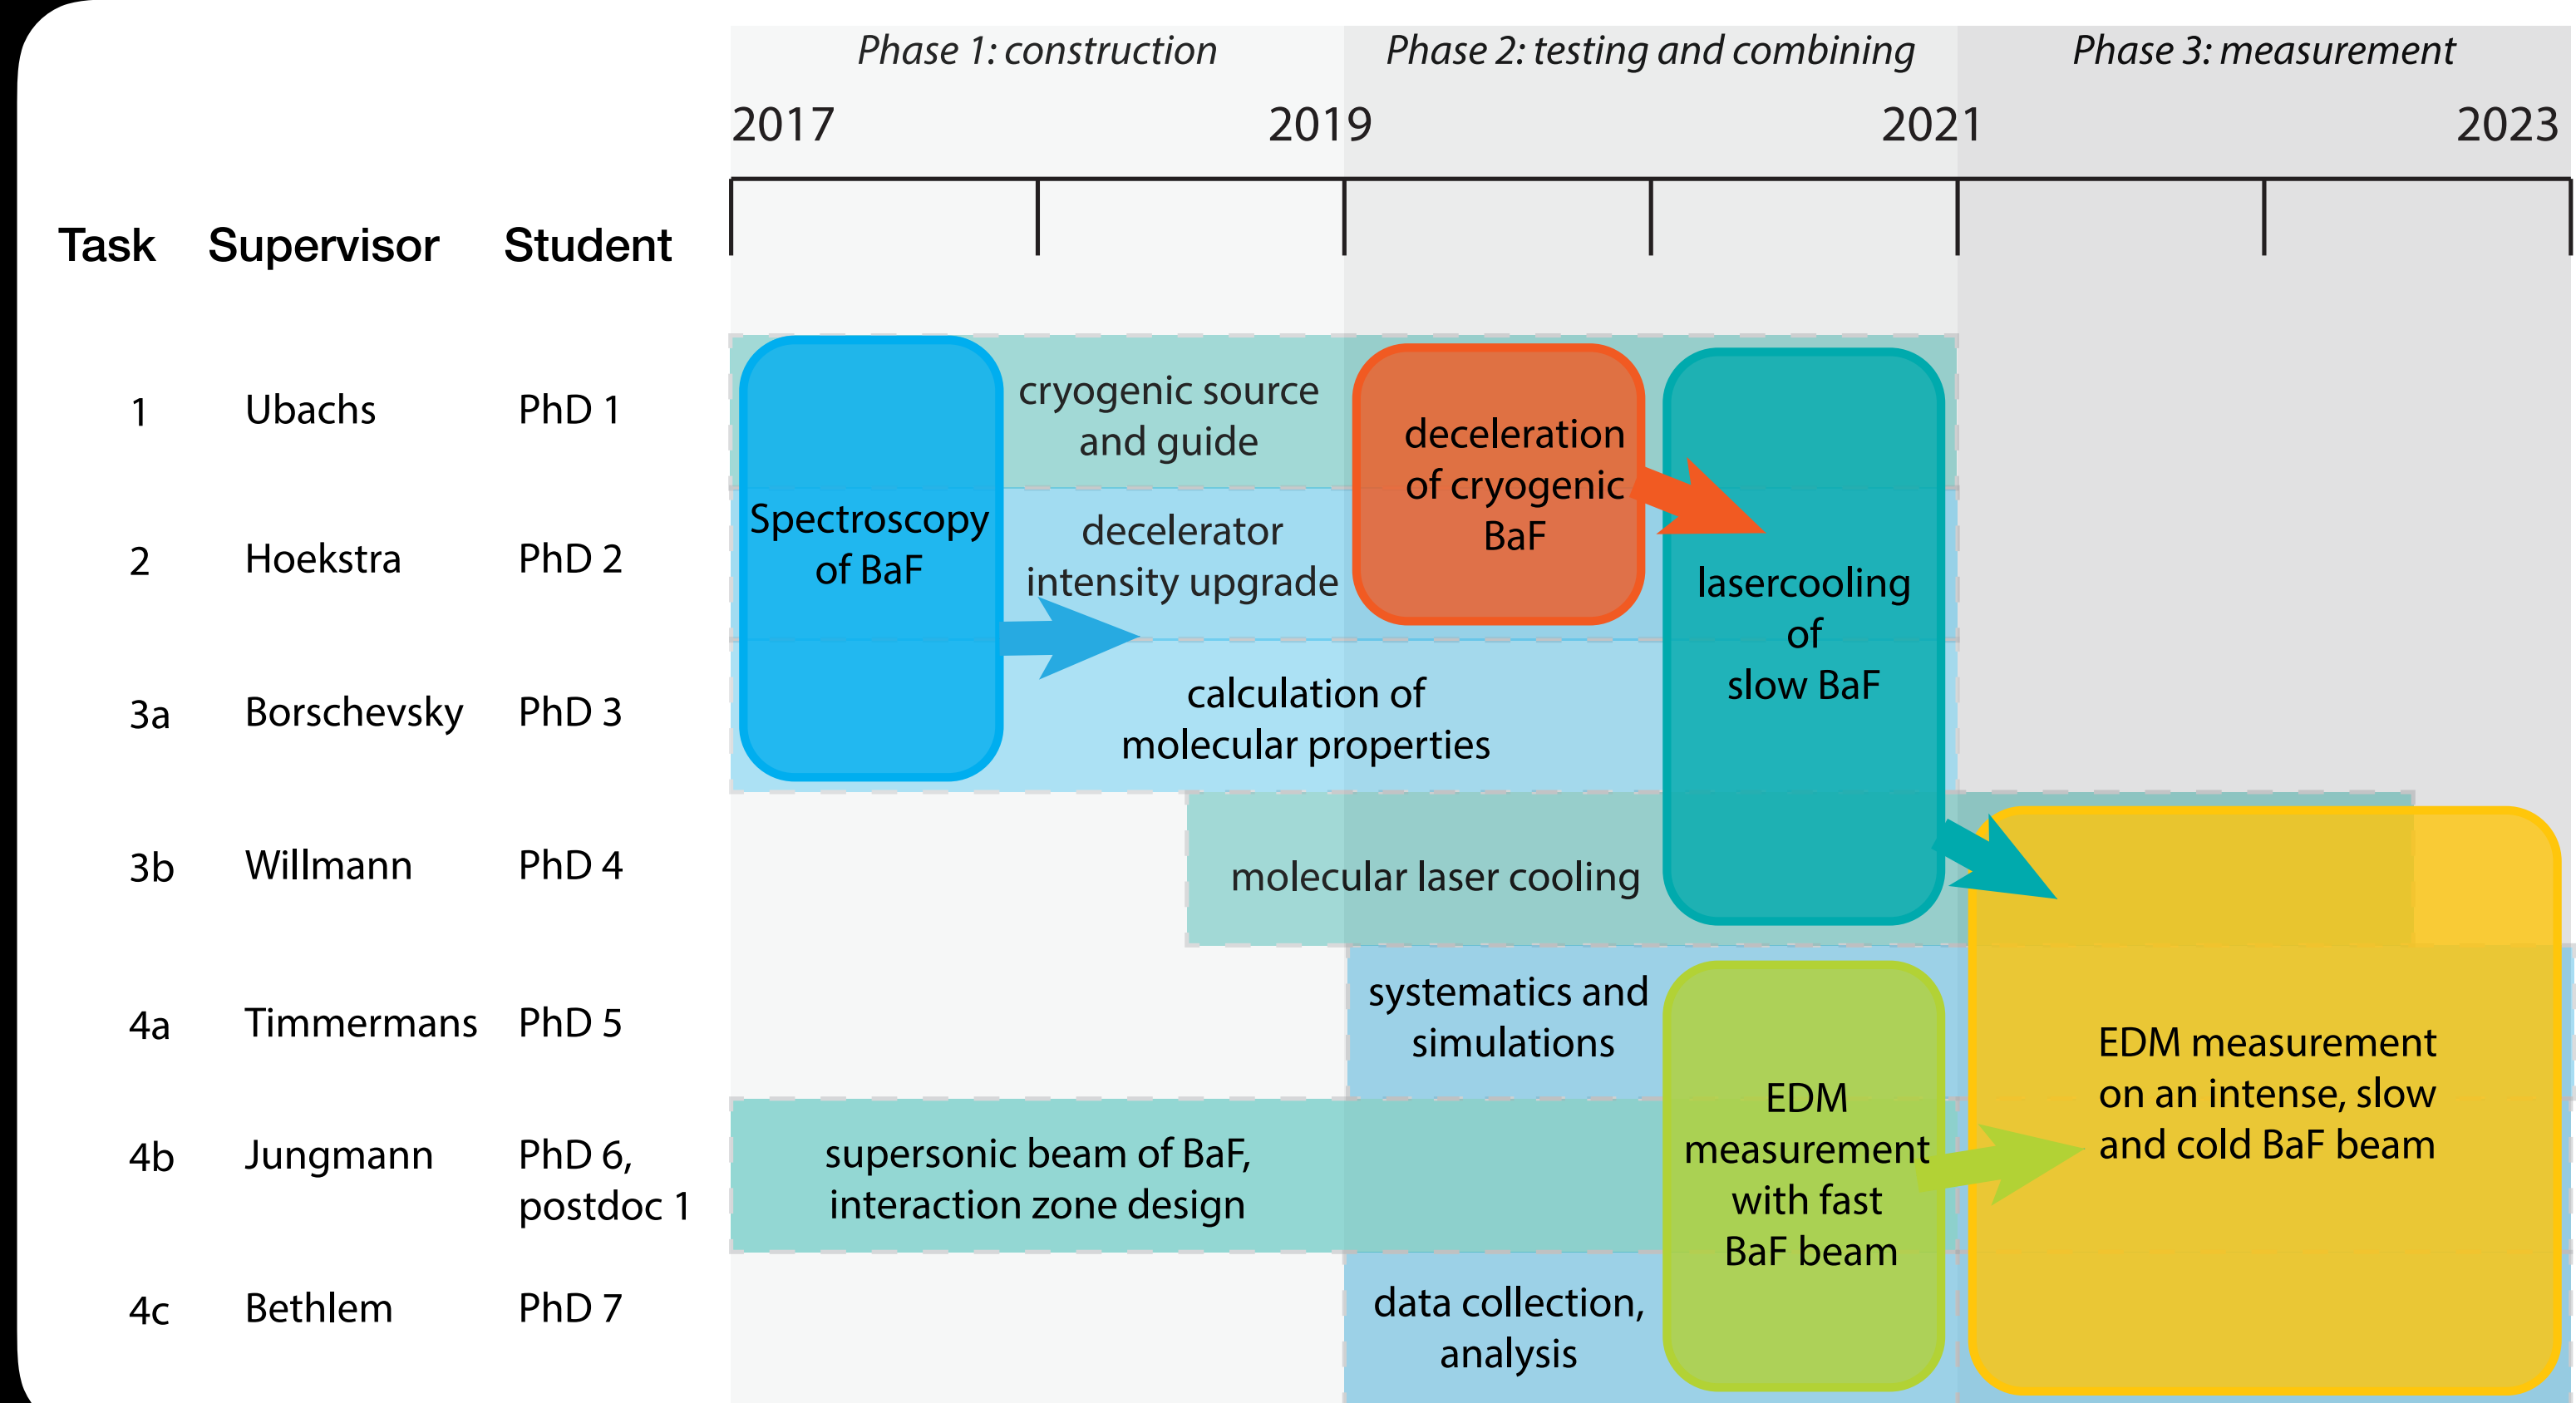 Phase 1: construction
Phase 2: testing and combining
Phase 3: measurement
2017
2019
2021
2023
Task
Supervisor
Student
1
Ubachs
PhD 1
2
Hoekstra
PhD 2
3a
Borschevsky
PhD 3
3b
Willmann
PhD 4
4a
Timmermans
PhD 5
4b
Jungmann
PhD 6,
postdoc 1
4c
Bethlem
PhD 7
Spectroscopy
of BaF
cryogenic source
and guide
decelerator
intensity upgrade
calculation of
molecular properties
deceleration
of cryogenic
BaF
lasercooling
of
slow BaF
molecular laser cooling
systematics and
simulations
supersonic beam of BaF,
interaction zone design
data collection,
analysis
EDM
measurement
with fast
BaF beam
EDM measurement
on an intense, slow
and cold BaF beam